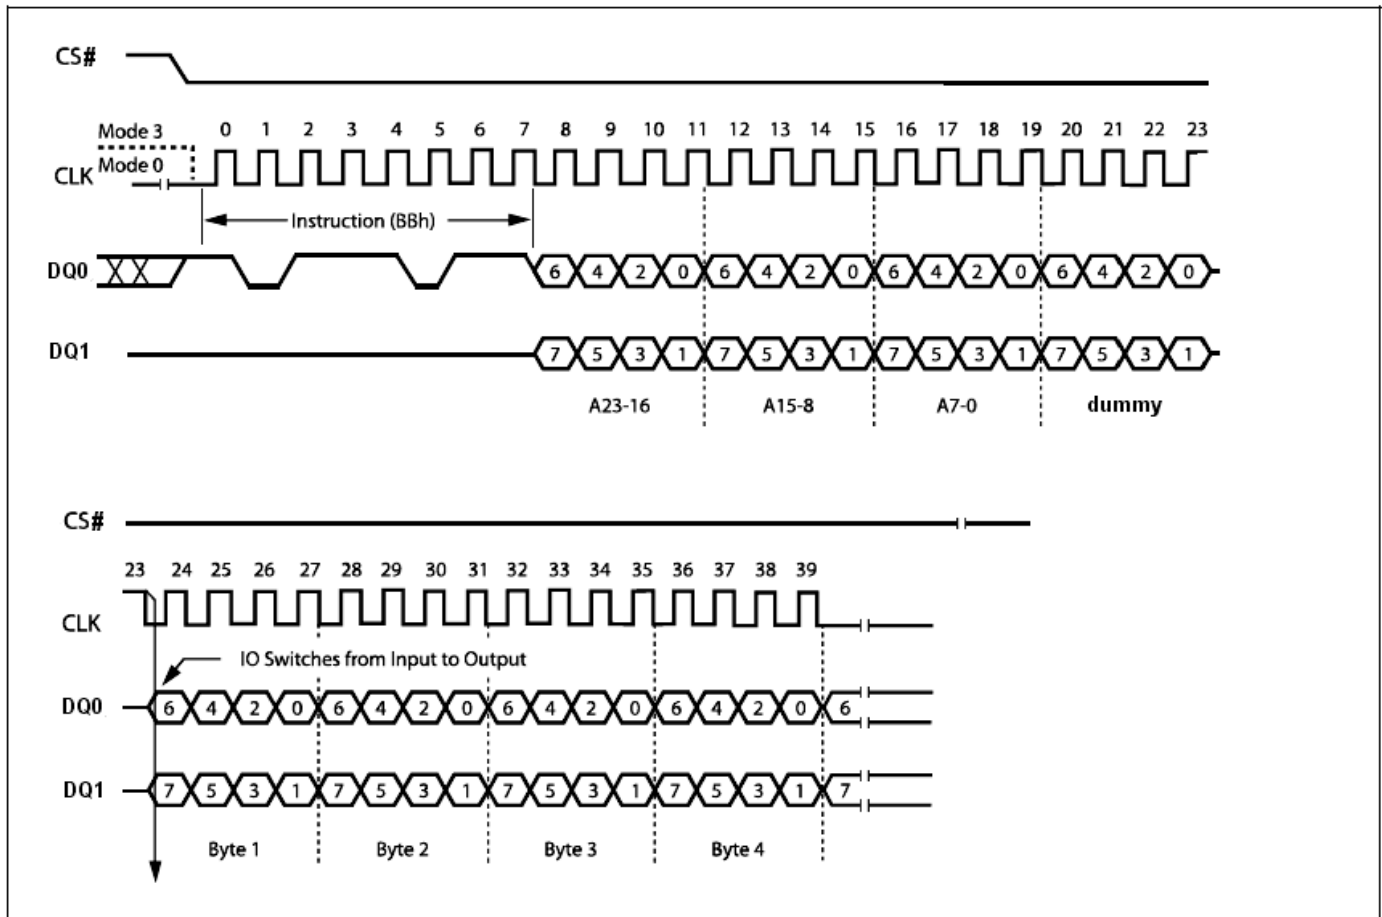 CS#
Mode 3
0 1 2 3 4 5 6 7 8 9 10 11 12 13 14 15 16 17 18 19 20 21 22 23
Mode 0
CLK
Instruction (BBh)
DQ0 6 4 2 0 6 4 2 0 6 4 2 0 6 4 2 0
DQ1 7 5 3 1 7 5 3 1 7 5 3 1 7 5 3 1
A23-16 A15-8 A7-0 dummy
CS#
23 24 25 26 27 28 29 30 31 32 33 34 35 36 37 38 39
CLK
IO Switches from Input to Output
DQ0 6 4 2 0 6 4 2 0 6 4 2 0 6 4 2 0 6
DQ1 7 5 3 1 7 5 3 1 7 5 3 1 7 5 3 1 7
Byte 1 Byte 2 Byte 3 Byte 4